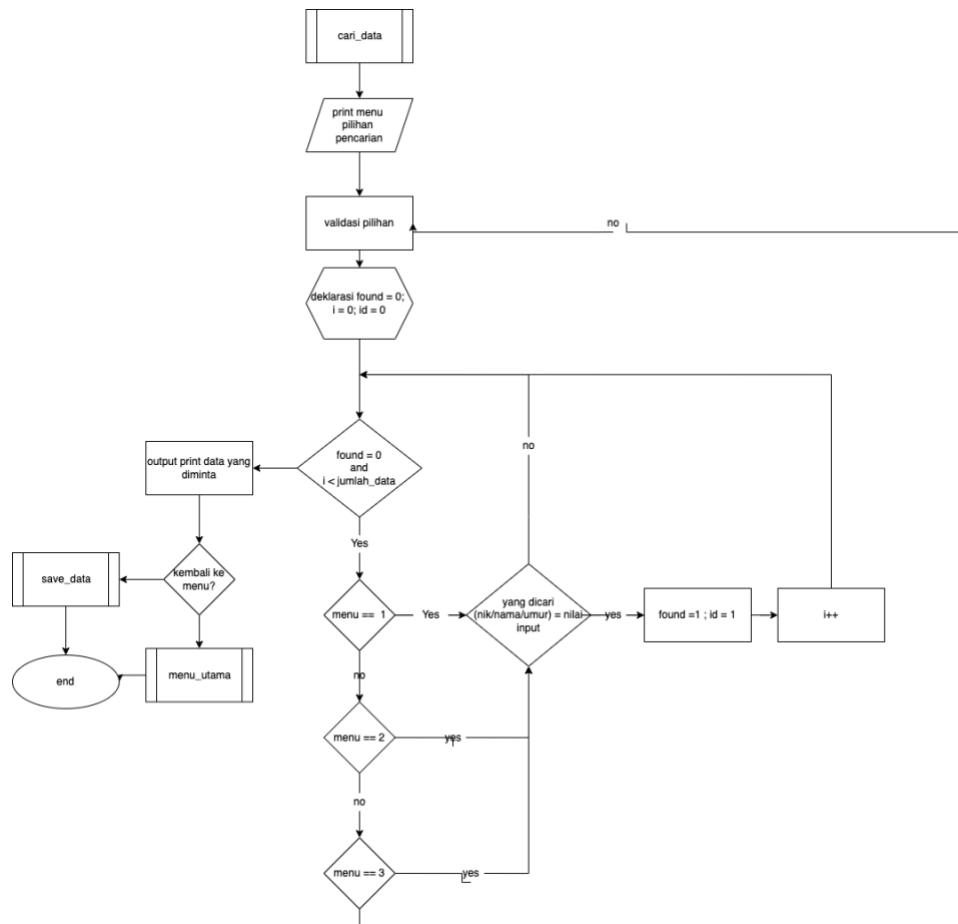 cari_data
print menu
pilihan
pencarian
validasi pilihan
no
deklarasi found = 0;
i = 0; id = 0
found = 0
and
i < jumlah_data
output print data yang
diminta
no
Yes
kembali ke
menu?
save_data
menu == 1
Yes
yang dicari
(nik/nama/umur) = nilai
input
yes
found =1 ; id = 1
i++
no
end
menu_utama
menu == 2
yes
no
menu == 3
yes